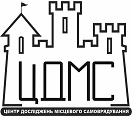 ЦДМС
ЦЕНТР ДОСЛІДЖЕНЬ МІСЦЕВОГО САМОВРЯДУВАННЯ